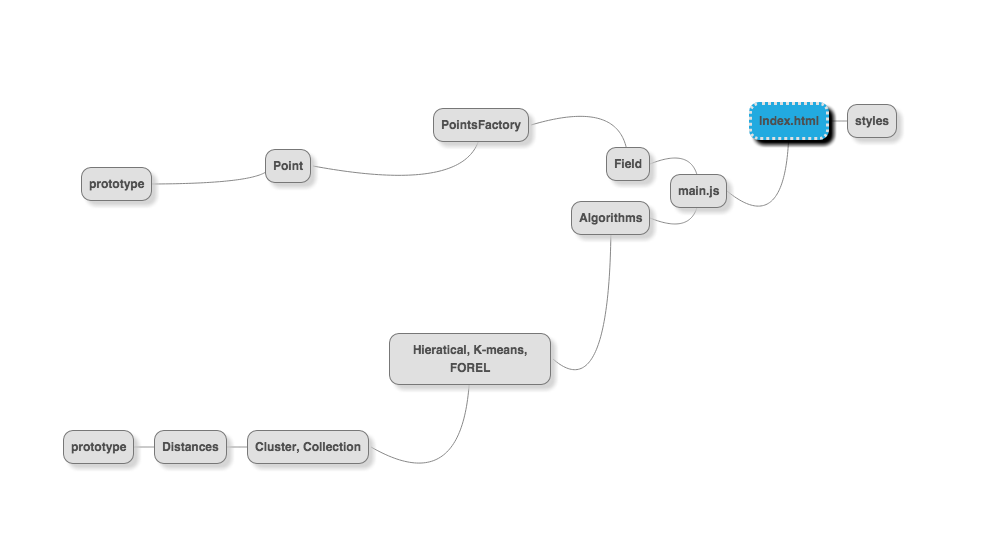 index.html
styles
PointsFactory
Point
Field
prototype
main.js
Algorithms
Hieratical, K-means,
FOREL
prototype
Distances
Cluster, Collection